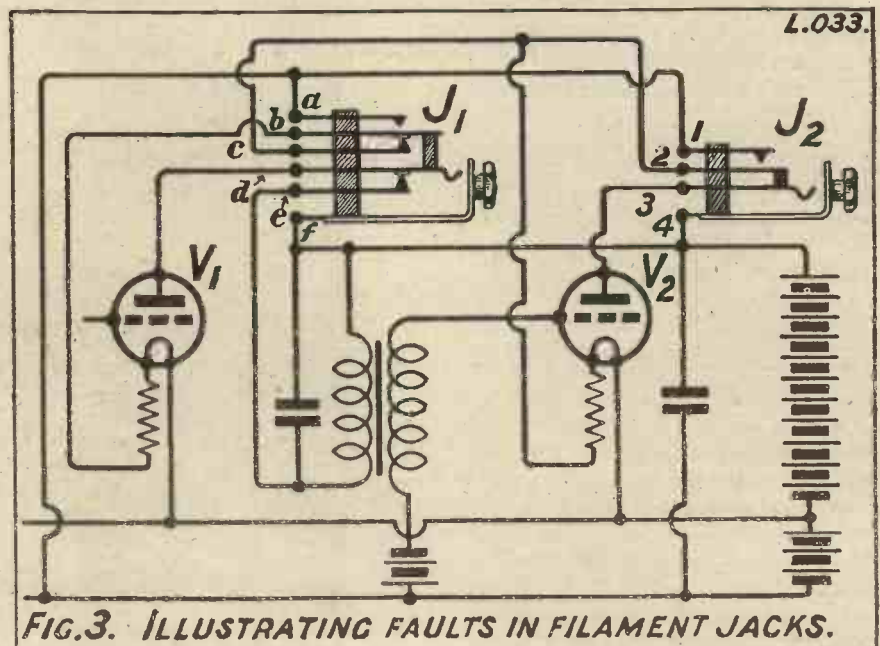 L.033.
J1
J2
a
b
c
d
e
f
1
2
3
4
V1
V2
FIG.3. ILLUSTRATING FAULTS IN FILAMENT JACKS.